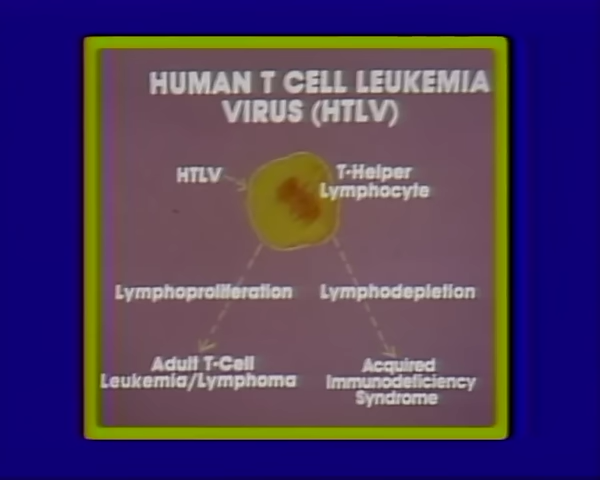 HUMAN T CELL LEUKEMIA
VIRUS (HTLV)
HTLV
T-Helper
Lymphocyte
Lymphoproliferation
Lymphodepletion
Adult T-Cell
Leukemia/Lymphoma
Acquired
Immunodeficiency
Syndrome